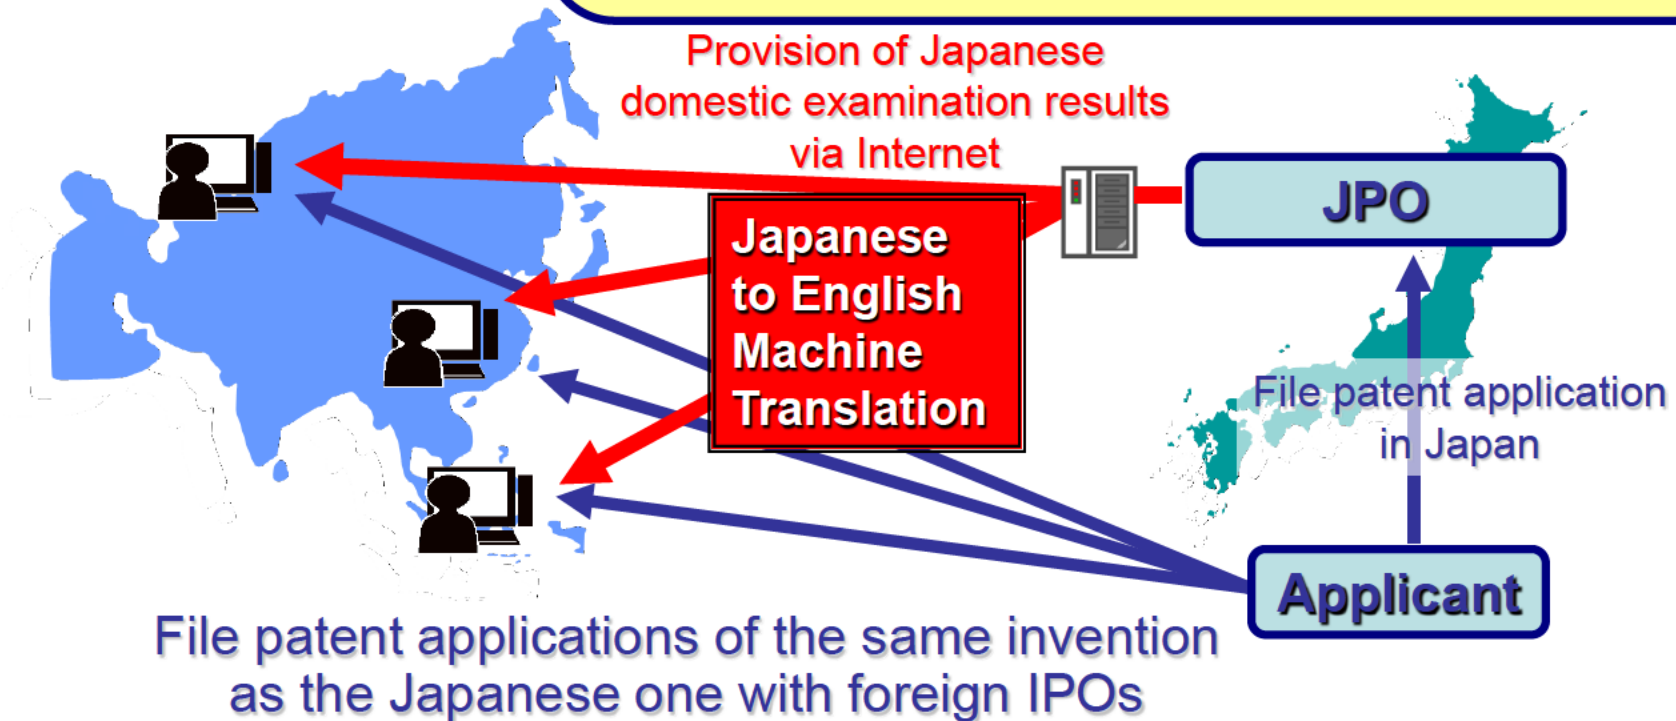 Provision of Japanese
domestic examination results
via Internet
JPO
Japanese
to English
Machine
Translation
File patent application
in Japan
Applicant
File patent applications of the same invention
as the Japanese one with foreign IPOs